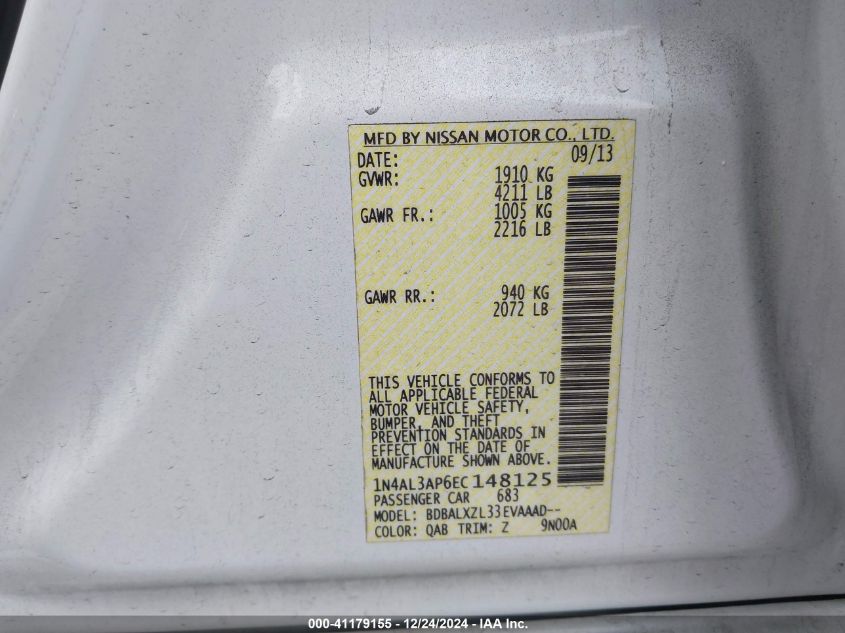 MFD BY NISSAN MOTOR CO., LTD.
DATE: 09/13
GVWR: 1910 KG
4211 LB
GAWR FR.: 1005 KG
2216 LB
GAWR RR.: 940 KG
2072 LB
THIS VEHICLE CONFORMS TO
ALL APPLICABLE FEDERAL
MOTOR VEHICLE SAFETY,
BUMPER, AND THEFT
PREVENTION STANDARDS IN
EFFECT ON THE DATE OF
MANUFACTURE SHOWN ABOVE.
1N4AL3AP6EC148125
PASSENGER CAR 683
MODEL: BDBALXZL33EVAAAD--
COLOR: QAB TRIM: Z 9N00A
000-41179155 - 12/24/2024 - IAA Inc.